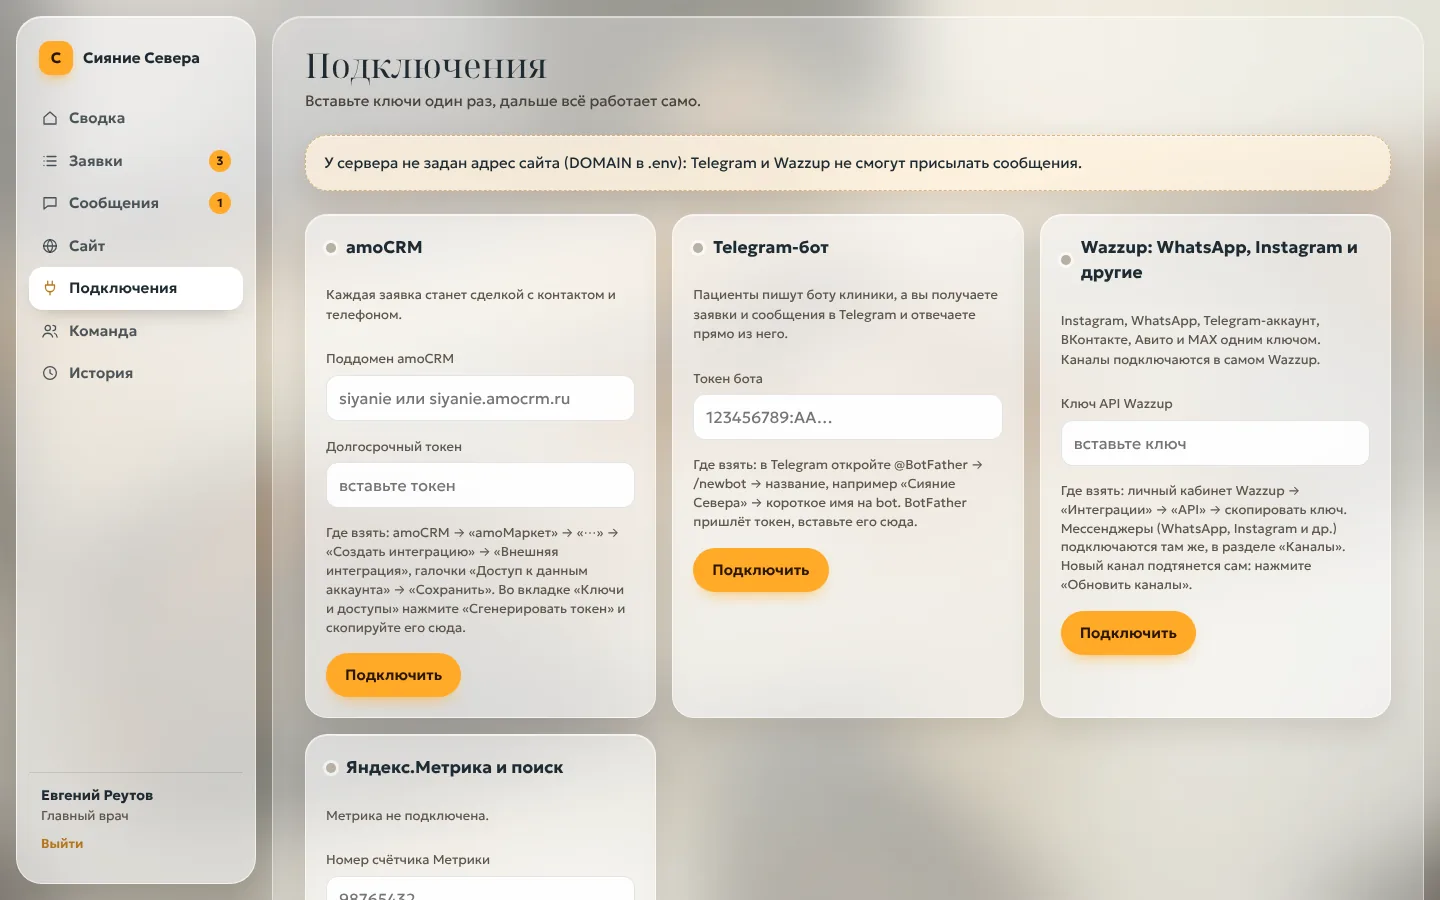 С
Сияние Севера
Сводка
Заявки
3
Сообщения
1
Сайт
Подключения
Команда
История
Евгений Реутов
Главный врач
Выйти
Подключения
Вставьте ключи один раз, дальше всё работает само.
У сервера не задан адрес сайта (DOMAIN в .env): Telegram и Wazzup не смогут присылать сообщения.
amoCRM
Каждая заявка станет сделкой с контактом и
телефоном.
Поддомен amoCRM
siyanie или siyanie.amocrm.ru
Долгосрочный токен
вставьте токен
Где взять: amoCRM → «amoМаркет» → «···» →
«Создать интеграцию» → «Внешняя
интеграция», галочки «Доступ к данным
аккаунта» → «Сохранить». Во вкладке «Ключи
и доступы» нажмите «Сгенерировать токен» и
скопируйте его сюда.
Подключить
Telegram-бот
Пациенты пишут боту клиники, а вы получаете
заявки и сообщения в Telegram и отвечаете
прямо из него.
Токен бота
123456789:AA...
Где взять: в Telegram откройте @BotFather →
/newbot → название, например «Сияние
Севера» → короткое имя на bot. BotFather
пришлёт токен, вставьте его сюда.
Подключить
Wazzup: WhatsApp, Instagram и
другие
Instagram, WhatsApp, Telegram-аккаунт,
ВКонтакте, Авито и MAX одним ключом.
Каналы подключаются в самом Wazzup.
Ключ API Wazzup
вставьте ключ
Где взять: личный кабинет Wazzup →
«Интеграции» → «API» → скопировать ключ.
Мессенджеры (WhatsApp, Instagram и др.)
подключаются там же, в разделе «Каналы».
Новый канал подтянется сам: нажмите
«Обновить каналы».
Подключить
Яндекс.Метрика и поиск
Метрика не подключена.
Номер счётчика Метрики
98765432